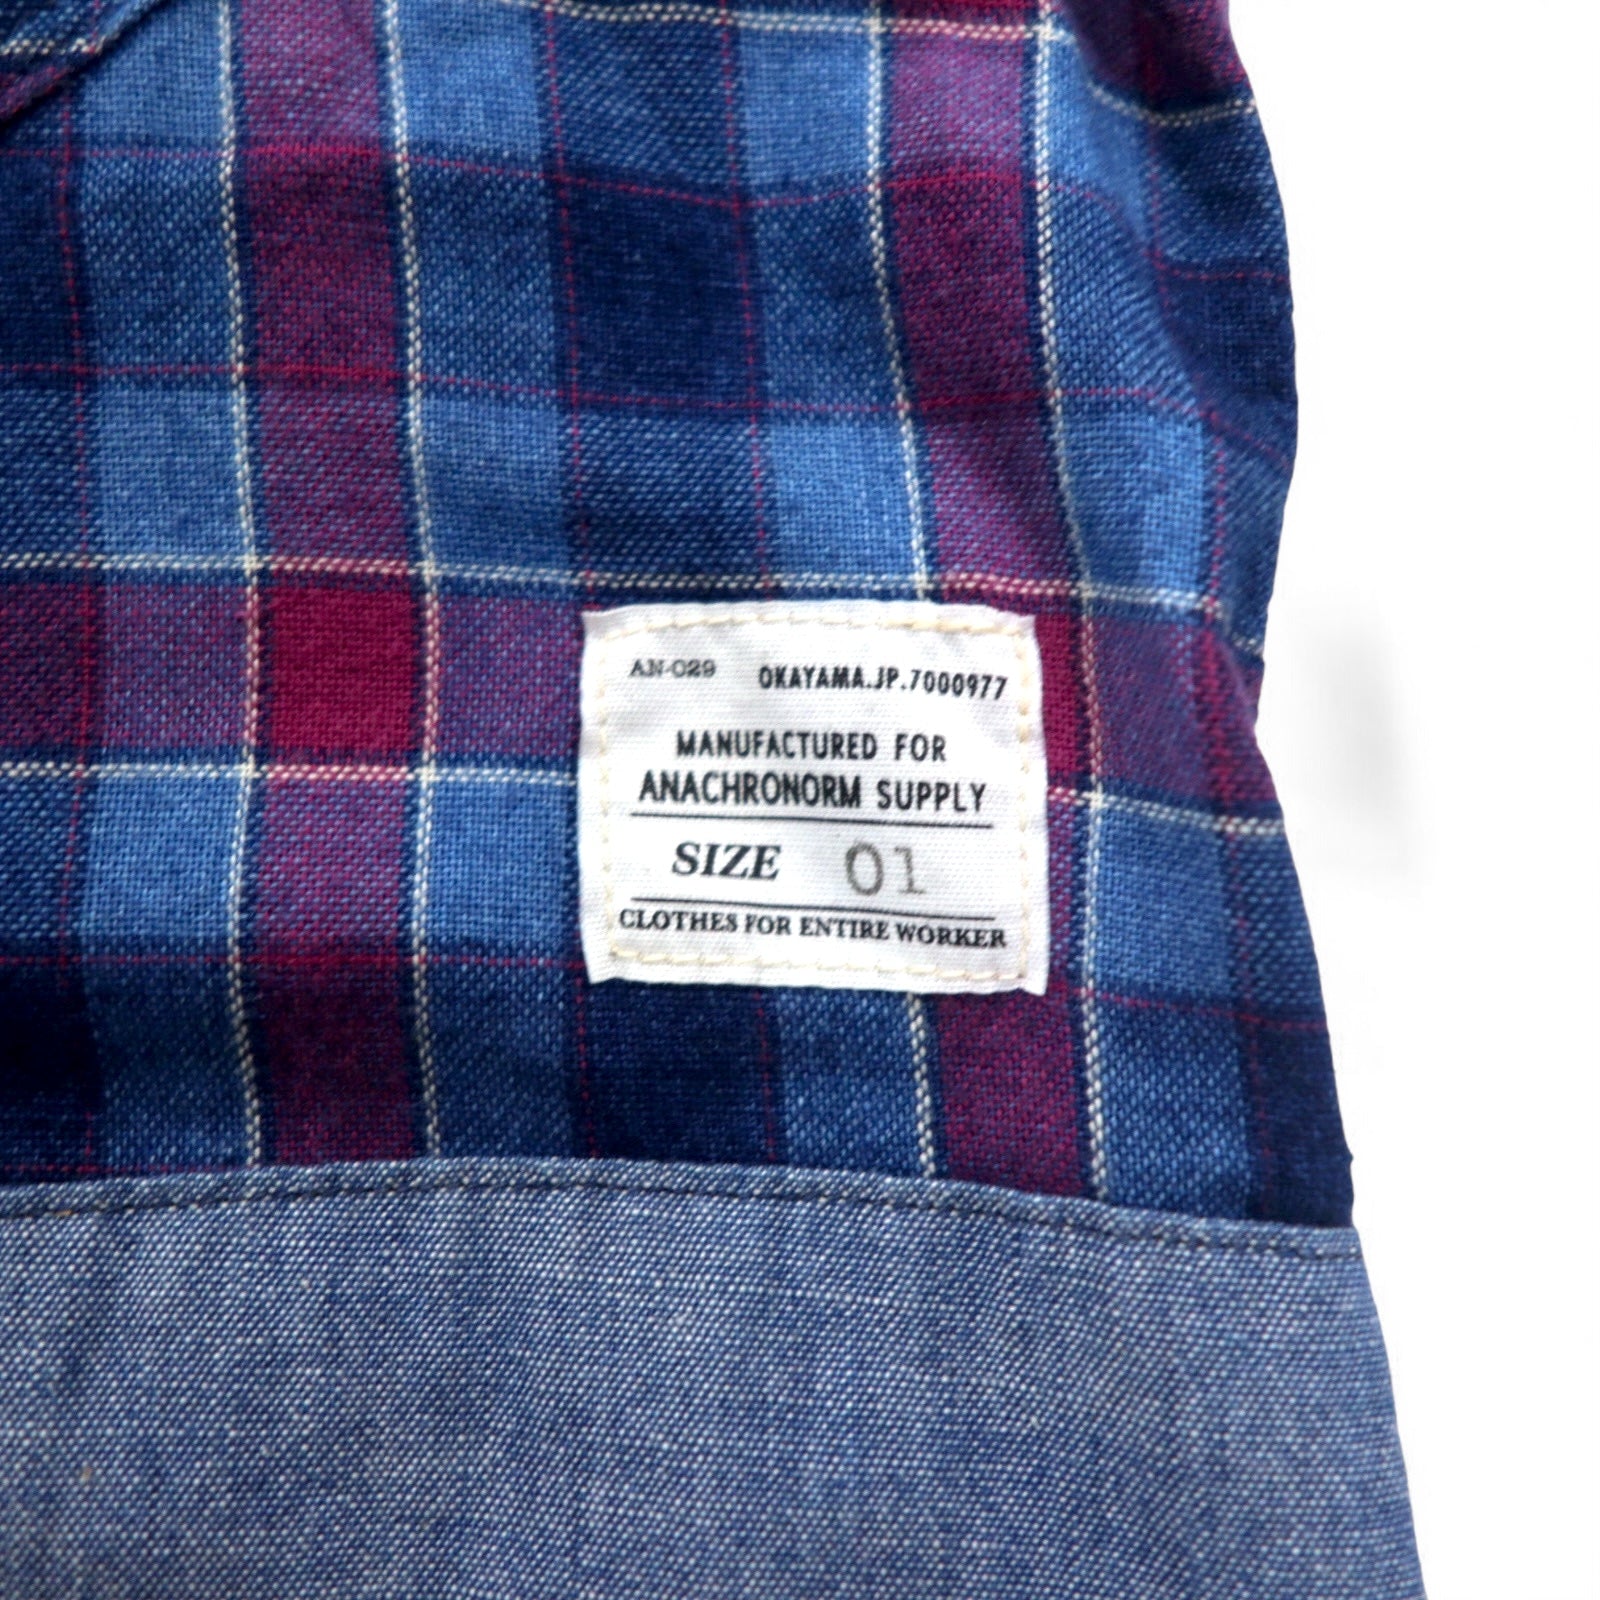 AN-029 OKAYAMA.JP.7000977
MANUFACTURED FOR
ANACHRONORM SUPPLY
SIZE 01
CLOTHES FOR ENTIRE WORKER